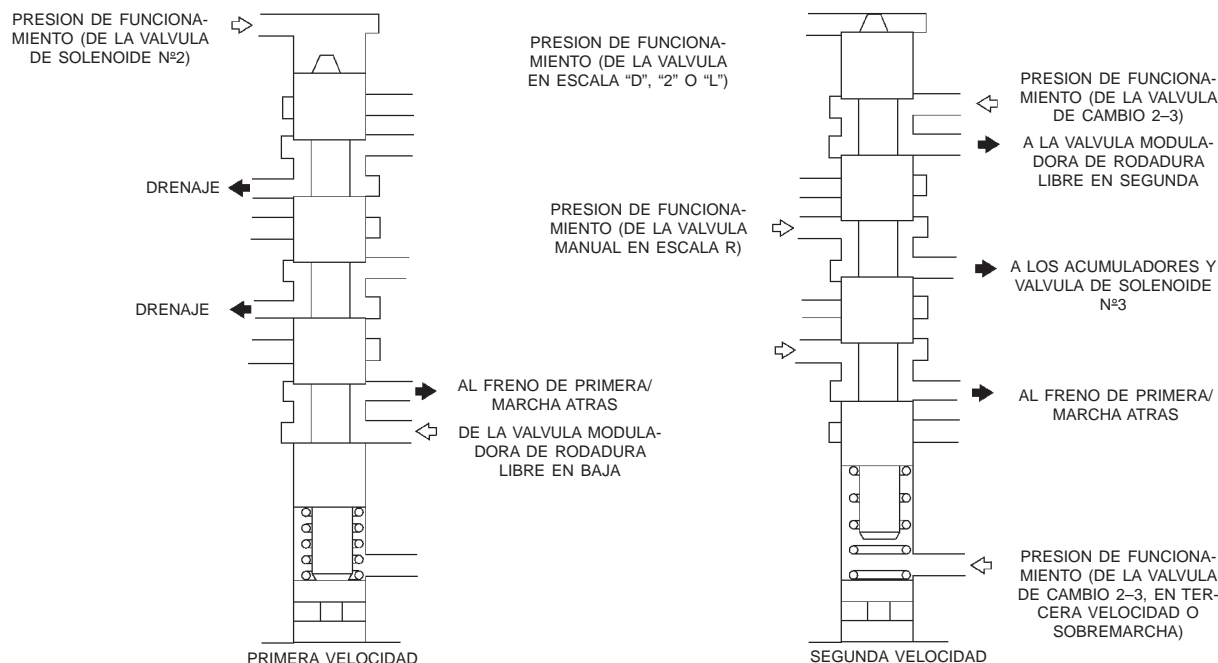 PRESION DE FUNCIONA-
MIENTO (DE LA VALVULA
DE SOLENOIDE Nº2)
DRENAJE
DRENAJE
AL FRENO DE PRIMERA/
MARCHA ATRAS
DE LA VALVULA MODULA-
DORA DE RODADURA
LIBRE EN BAJA
PRIMERA VELOCIDAD
PRESION DE FUNCIONA-
MIENTO (DE LA VALVULA
EN ESCALA “D”, “2” O “L”)
PRESION DE FUNCIONA-
MIENTO (DE LA VALVULA
DE CAMBIO 2–3)
A LA VALVULA MODULA-
DORA DE RODADURA
LIBRE EN SEGUNDA
PRESION DE FUNCIONA-
MIENTO (DE LA VALVULA
MANUAL EN ESCALA R)
A LOS ACUMULADORES Y
VALVULA DE SOLENOIDE
Nº3
AL FRENO DE PRIMERA/
MARCHA ATRAS
PRESION DE FUNCIONA-
MIENTO (DE LA VALVULA
DE CAMBIO 2–3, EN TER-
CERA VELOCIDAD O
SOBREMARCHA)
SEGUNDA VELOCIDAD